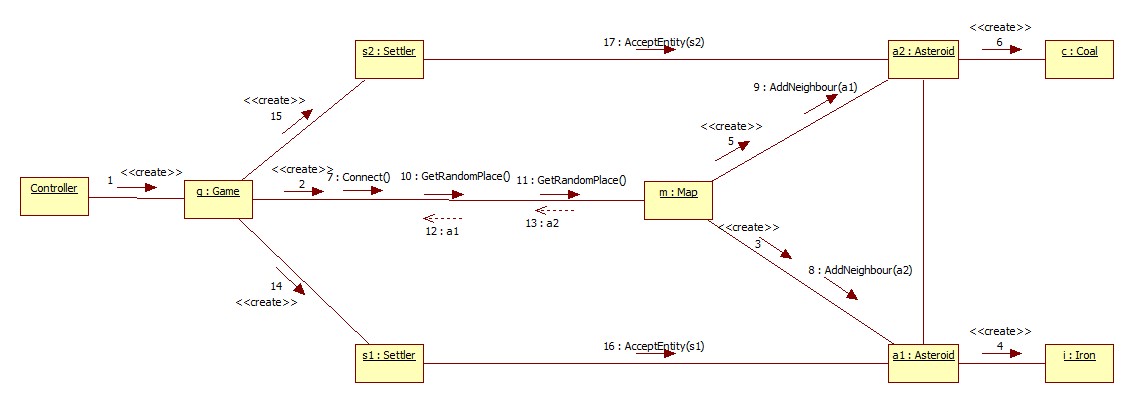 17 : AcceptEntity(s2)
<<create>>
6
s2 : Settler
a2 : Asteroid
c : Coal
9 : AddNeighbour(a1)
<<create>>
15
<<create>>
5
<<create>>
1
<<create>>
2
7 : Connect()
10 : GetRandomPlace()
11 : GetRandomPlace()
Controller
g : Game
m : Map
12 : a1
13 : a2
<<create>>
3
8 : AddNeighbour(a2)
14
<<create>>
16 : AcceptEntity(s1)
<<create>>
4
s1 : Settler
a1 : Asteroid
i : Iron